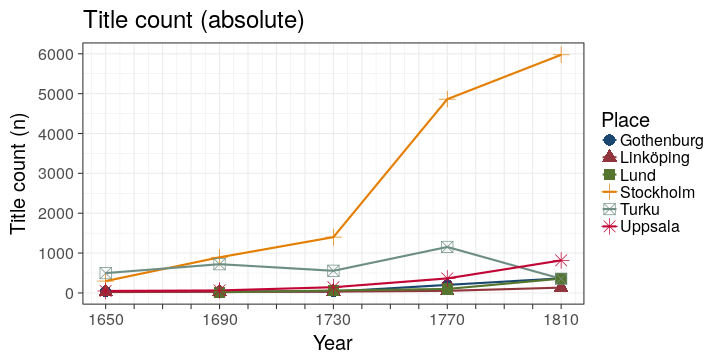 Title count (absolute)
Title count (n)
6000
5000
4000
3000
2000
1000
0
1650 1690 1730 1770 1810
Year
Place
Gothenburg
Linköping
Lund
Stockholm
Turku
Uppsala